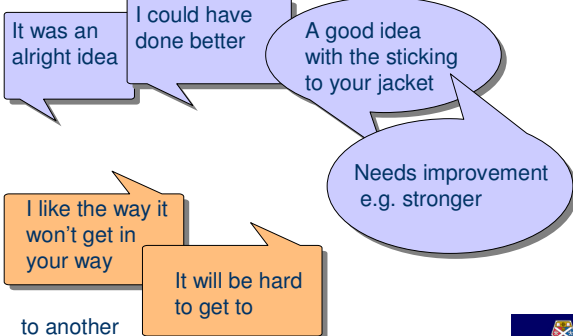 It was an
alright idea
I could have
done better
A good idea
with the sticking
to your jacket
Needs improvement
e.g. stronger
I like the way it
won't get in
your way
It will be hard
to get to
to another